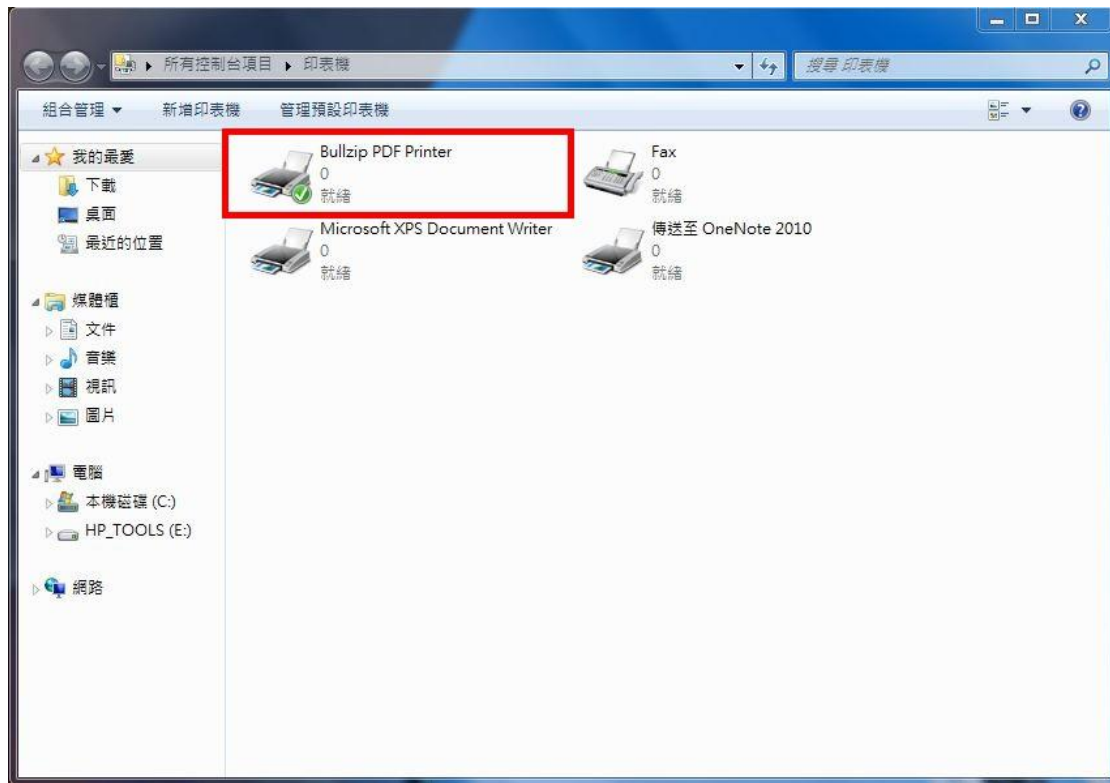 所有控制台項目 ▸ 印表機
搜尋 印表機
組合管理 新增印表機 管理預設印表機
我的最愛
下載
桌面
最近的位置
媒體櫃
文件
音樂
視訊
圖片
電腦
本機磁碟 (C:)
HP_TOOLS (E:)
網路
Bullzip PDF Printer
0
就緒
Fax
0
就緒
Microsoft XPS Document Writer
0
就緒
傳送至 OneNote 2010
0
就緒